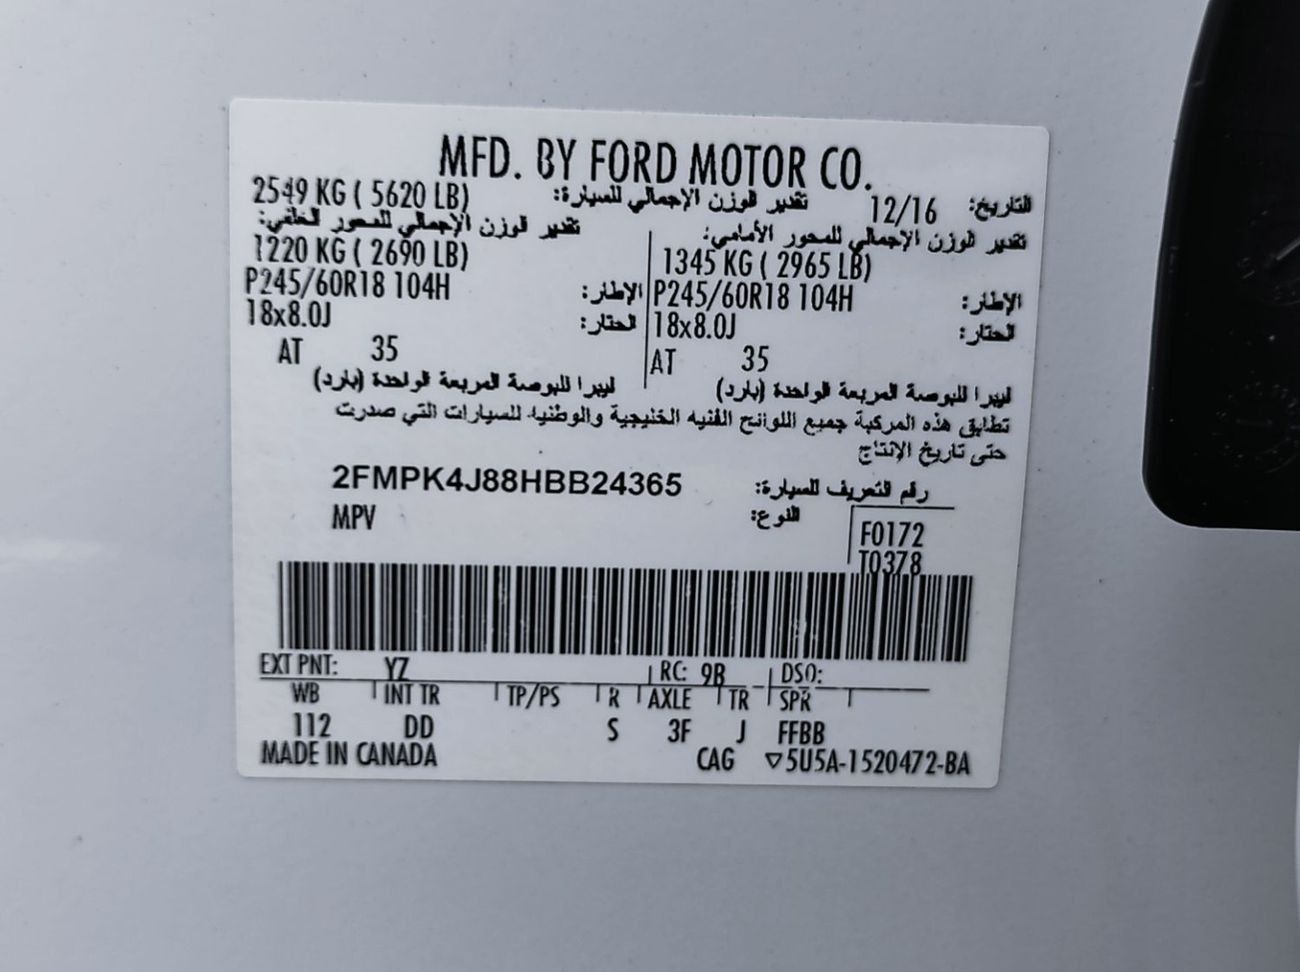 MFD. BY FORD MOTOR CO.
التاريخ: 12/16 تقدير الوزن الإجمالي للسيارة: 2549 KG ( 5620 LB)
تقدير الوزن الإجمالي للمحور الأمامي: تقدير الوزن الإجمالي للمحور الخلفي:
1345 KG ( 2965 LB) 1220 KG ( 2690 LB)
الإطار: P245/60R18 104H الإطار: P245/60R18 104H
الحتار: 18x8.0J الحتار: 18x8.0J
AT 35 AT 35
ليبرا للبوصة المربعة الواحدة (بارد) ليبرا للبوصة المربعة الواحدة (بارد)
تطابق هذه المركبة جميع اللوائح الفنيه الخليجية والوطنيه للسيارات التي صدرت
حتى تاريخ الإنتاج
رقم التعريف للسيارة: 2FMPK4J88HBB24365
النوع: MPV
F0172
T0378
EXT PNT: YZ RC: 9B DSO:
WB INT TR TP/PS R AXLE TR SPR
112 DD S 3F J FFBB
MADE IN CANADA CAG ▽5U5A-1520472-BA